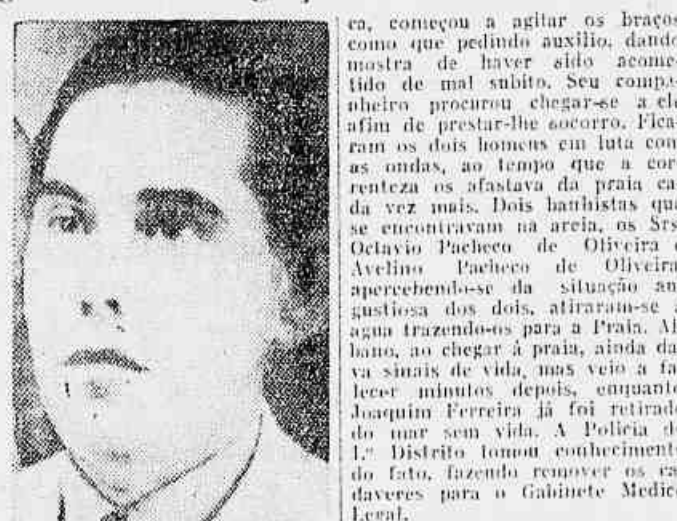 ca, começou a agitar os braços
como que pedindo auxilio, dando
mostra de haver sido acome-
tido de mal subito. Seu compa-
nheiro procurou chegar-se a ele
afim de prestar-lhe socorro. Fica-
ram os dois homens em luta com
as ondas, ao tempo que a cor-
renteza os afastava da praia ca-
da vez mais. Dois banhistas que
se encontravam na areia, os Srs.
Octavio Pacheco de Oliveira e
Avelino Pacheco de Oliveira,
apercebendo-se da situação an-
gustiosa dos dois, atiraram-se á
agua trazendo-os para a Praia. Al-
bano, ao chegar á praia, ainda da-
va sinais de vida, mas veio a fa-
lecer minutos depois, enquanto
Joaquim Ferreira já foi retirado
do mar sem vida. A Policia do
1.º Distrito tomou conhecimento
do fato, fazendo remover os ca-
daveres para o Gabinete Medico
Legal.